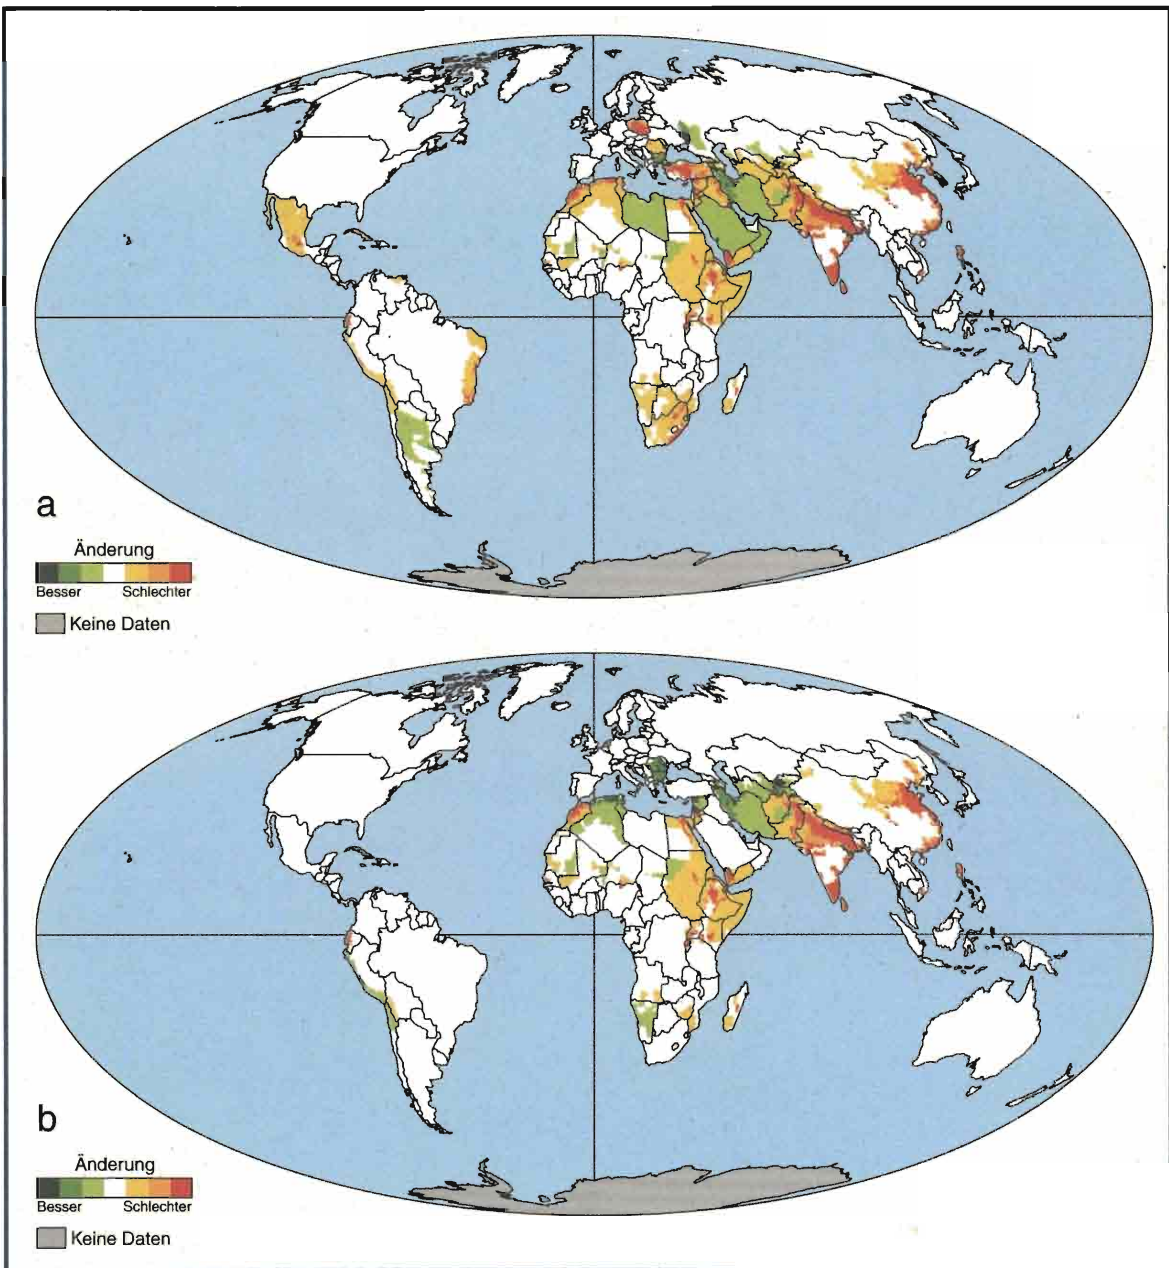 a
Änderung
Besser Schlechter
Keine Daten
b
Änderung
Besser Schlechter
Keine Daten